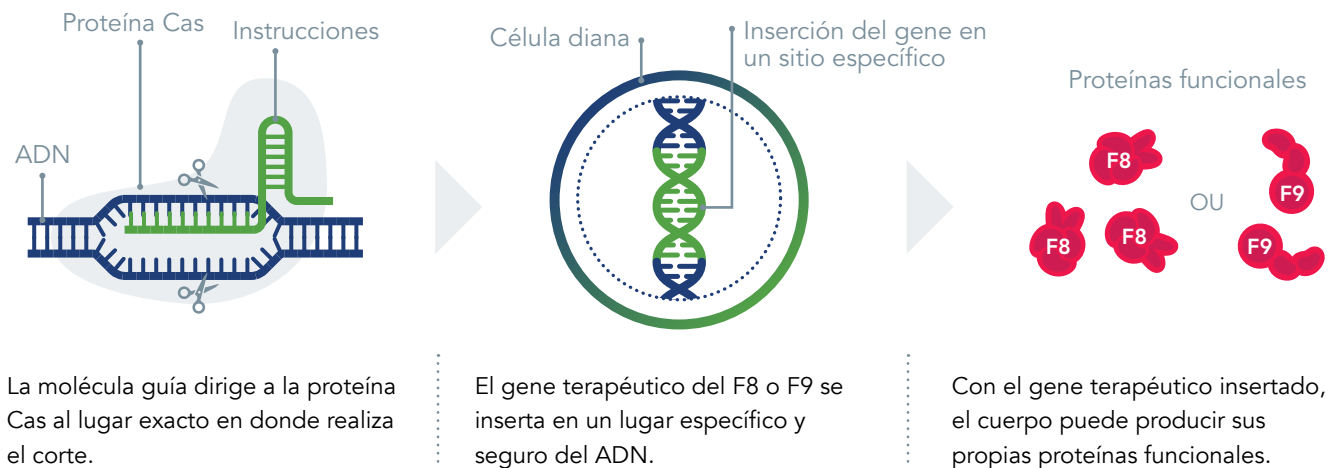 Proteína Cas
Instrucciones
ADN
Célula diana
Inserción del gene en
un sitio específico
Proteínas funcionales
F8
F8
F8
OU
F9
F9
La molécula guía dirige a la proteína
Cas al lugar exacto en donde realiza
el corte.
El gene terapéutico del F8 o F9 se
inserta en un lugar específico y
seguro del ADN.
Con el gene terapéutico insertado,
el cuerpo puede producir sus
propias proteínas funcionales.